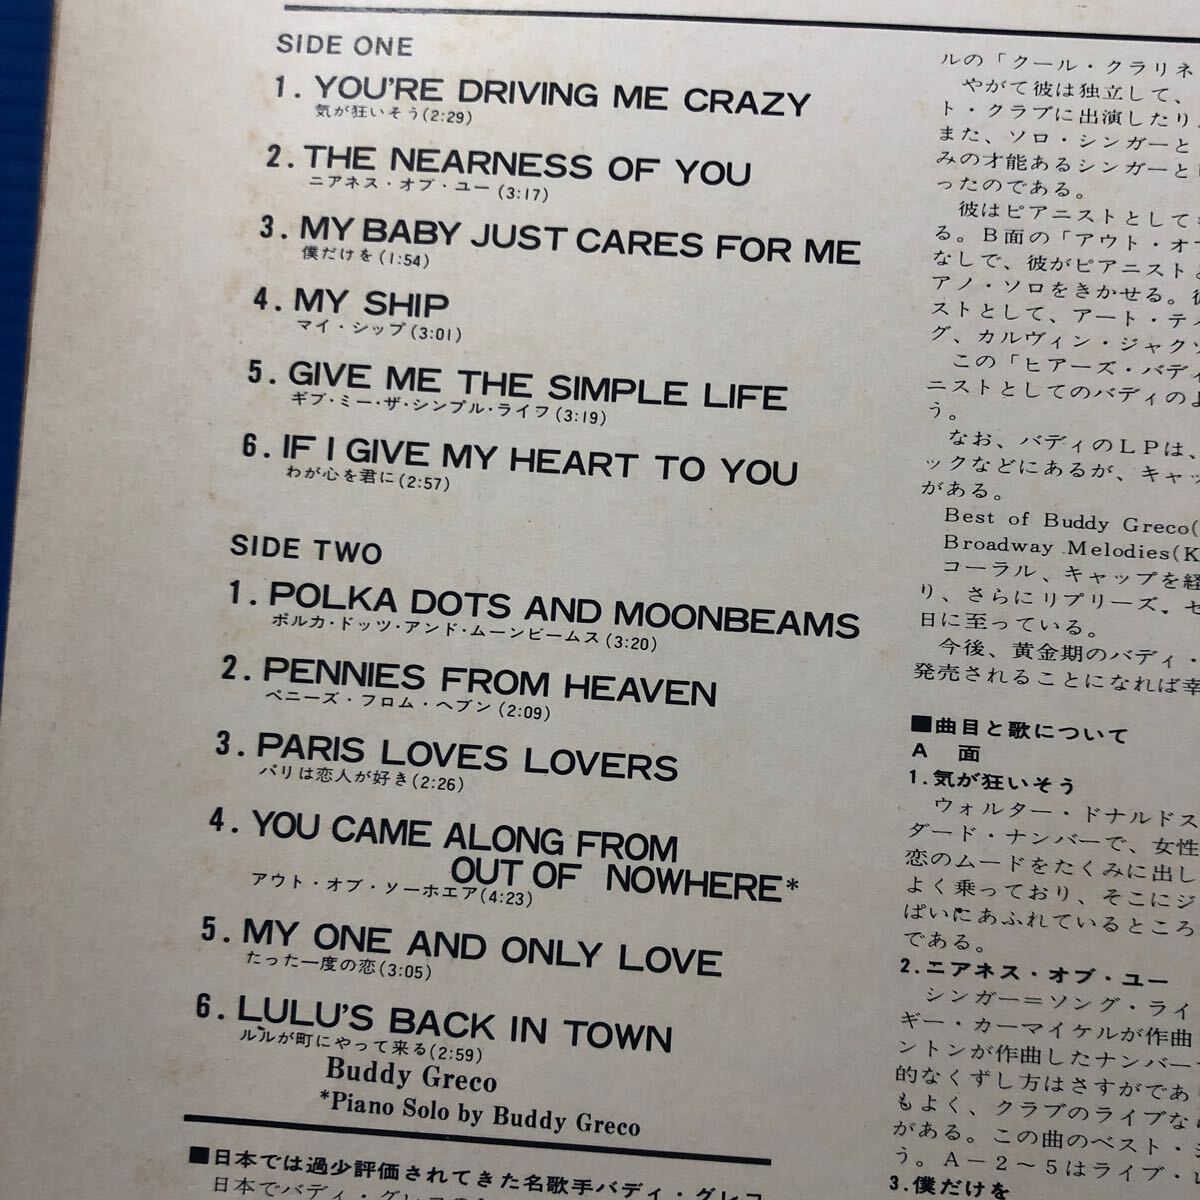 SIDE ONE
1. YOU'RE DRIVING ME CRAZY
気が狂いそう(2:29)
2. THE NEARNESS OF YOU
ニアネス・オブ・ユー(3:17)
3. MY BABY JUST CARES FOR ME
僕だけを(1:54)
4. MY SHIP
マイ・シップ(3:01)
5. GIVE ME THE SIMPLE LIFE
ギブ・ミー・ザ・シンプル・ライフ(3:19)
6. IF I GIVE MY HEART TO YOU
わが心を君に(2:57)
SIDE TWO
1. POLKA DOTS AND MOONBEAMS
ポルカ・ドッツ・アンド・ムーンビームス(3:20)
2. PENNIES FROM HEAVEN
ペニーズ・フロム・ヘブン(2:09)
3. PARIS LOVES LOVERS
パリは恋人が好き(2:26)
4. YOU CAME ALONG FROM
OUT OF NOWHERE*
アウト・オブ・ノーホエア(4:23)
5. MY ONE AND ONLY LOVE
たった一度の恋(3:05)
6. LULU'S BACK IN TOWN
ルルが町にやって来る(2:59)
Buddy Greco
*Piano Solo by Buddy Greco
■日本では過少評価されてきた名歌手バディ・グレコ
日本でバディ・グレコの
ルの「クール・クラリネ
やがて彼は独立して、
ト・クラブに出演したり、
また、ソロ・シンガーと
みの才能あるシンガーと
ったのである。
彼はピアニストとして
る。B面の「アウト・オ
なしで、彼がピアニスト
アノ・ソロをきかせる。
ストとして、アート・テイ
グ、カルヴィン・ジャクソ
この「ヒアーズ・バディ
ニストとしてのバディのよ
う。
なお、バディのLPは、
ックなどにあるが、キャッ
がある。
Best of Buddy Greco(
Broadway Melodies(K
コーラル、キャップを経
り、さらにリプリーズ、セ
日に至っている。
今後、黄金期のバディ・
発売されることになれば幸
■曲目と歌について
A 面
1.気が狂いそう
ウォルター・ドナルドス
ダード・ナンバーで、女性
恋のムードをたくみに出し
よく乗っており、そこにジ
ぱいにあふれているところ
である。
2.ニアネス・オブ・ユー
シンガー＝ソング・ライ
ギー・カーマイケルが作曲
ントンが作曲したナンバー
的なくずし方はさすがであ
もよく、クラブのライブな
がある。この曲のベスト・
う。A－2～5はライブ・
3.僕だけを